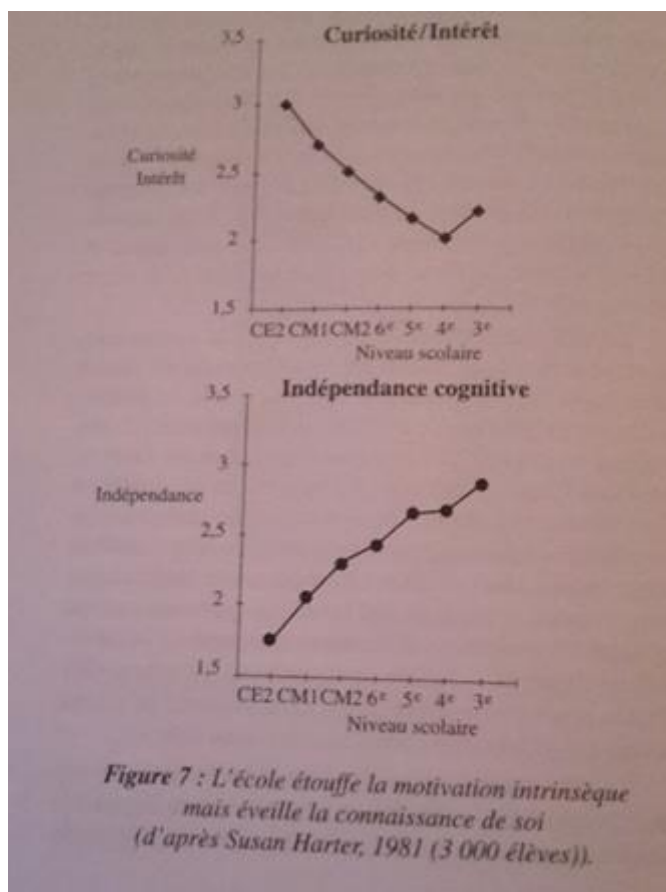 Curiosité/Intérêt
3,5
3
Curiosité
Intérêt
2,5
2
1,5
CE2 CM1 CM2 6e 5e 4e 3e
Niveau scolaire
Indépendance cognitive
3,5
3
Indépendance
2,5
2
1,5
CE2 CM1 CM2 6e 5e 4e 3e
Niveau scolaire
Figure 7 : L'école étouffe la motivation intrinsèque
mais éveille la connaissance de soi
(d'après Susan Harter, 1981 (3 000 élèves)).